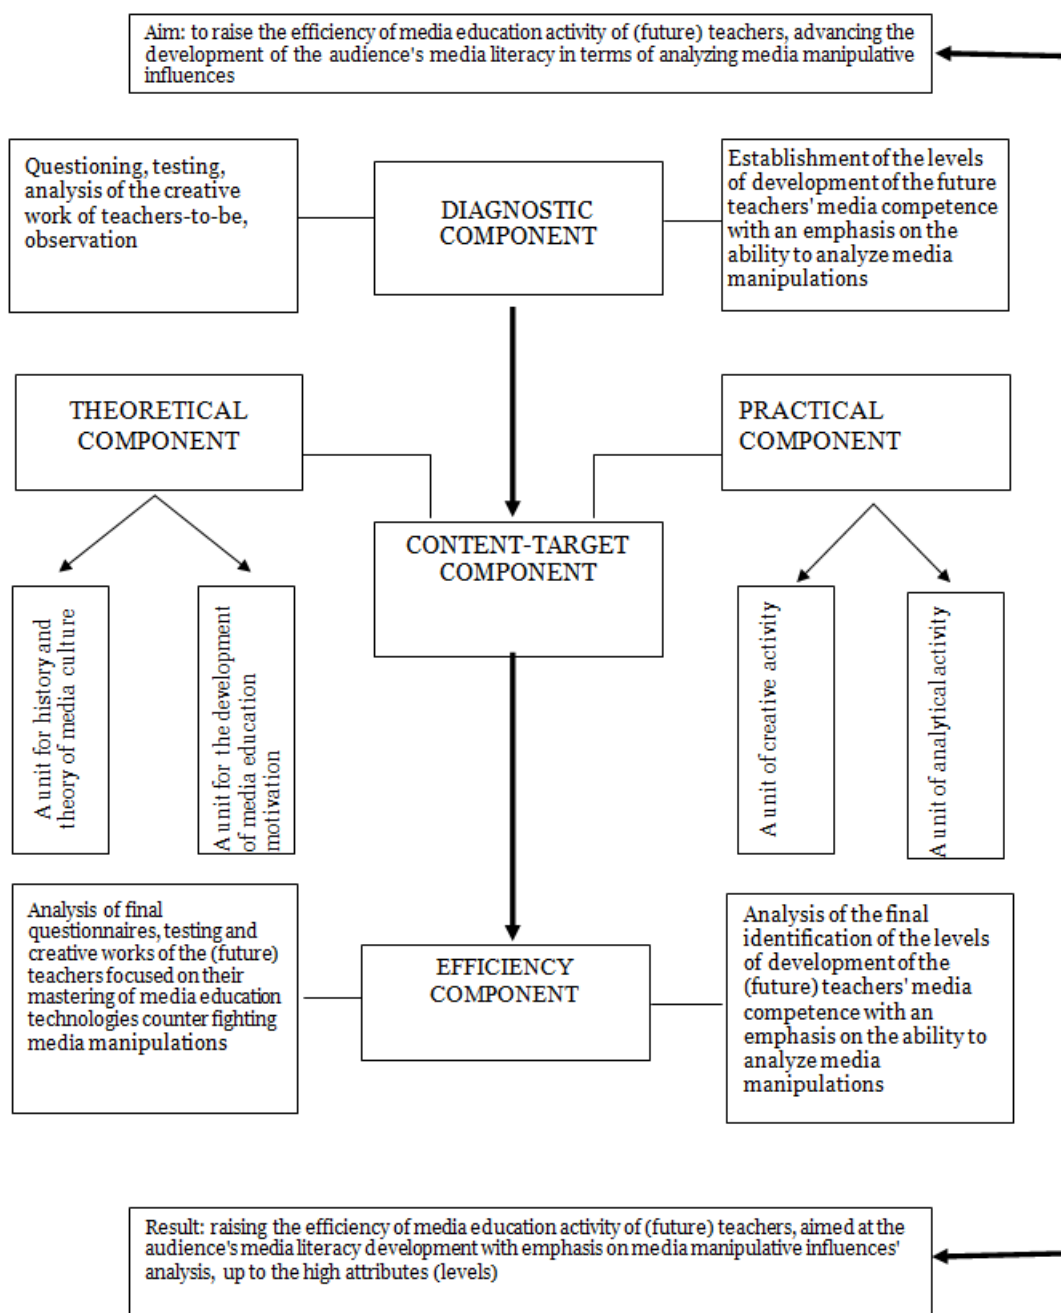 Aim: to raise the efficiency of media education activity of (future) teachers, advancing the
development of the audience's media literacy in terms of analyzing media manipulative
influences
Questioning, testing,
analysis of the creative
work of teachers-to-be,
observation
DIAGNOSTIC
COMPONENT
Establishment of the levels
of development of the future
teachers' media competence
with an emphasis on the
ability to analyze media
manipulations
THEORETICAL
COMPONENT
PRACTICAL
COMPONENT
CONTENT-TARGET
COMPONENT
A unit for history and
theory of media culture
A unit for the development
of media education
motivation
A unit of creative activity
A unit of analytical activity
Analysis of final
questionnaires, testing and
creative works of the (future)
teachers focused on their
mastering of media education
technologies counter fighting
media manipulations
EFFICIENCY
COMPONENT
Analysis of the final
identification of the levels
of development of the
(future) teachers' media
competence with an
emphasis on the ability to
analyze media
manipulations
Result: raising the efficiency of media education activity of (future) teachers, aimed at the
audience's media literacy development with emphasis on media manipulative influences'
analysis, up to the high attributes (levels)